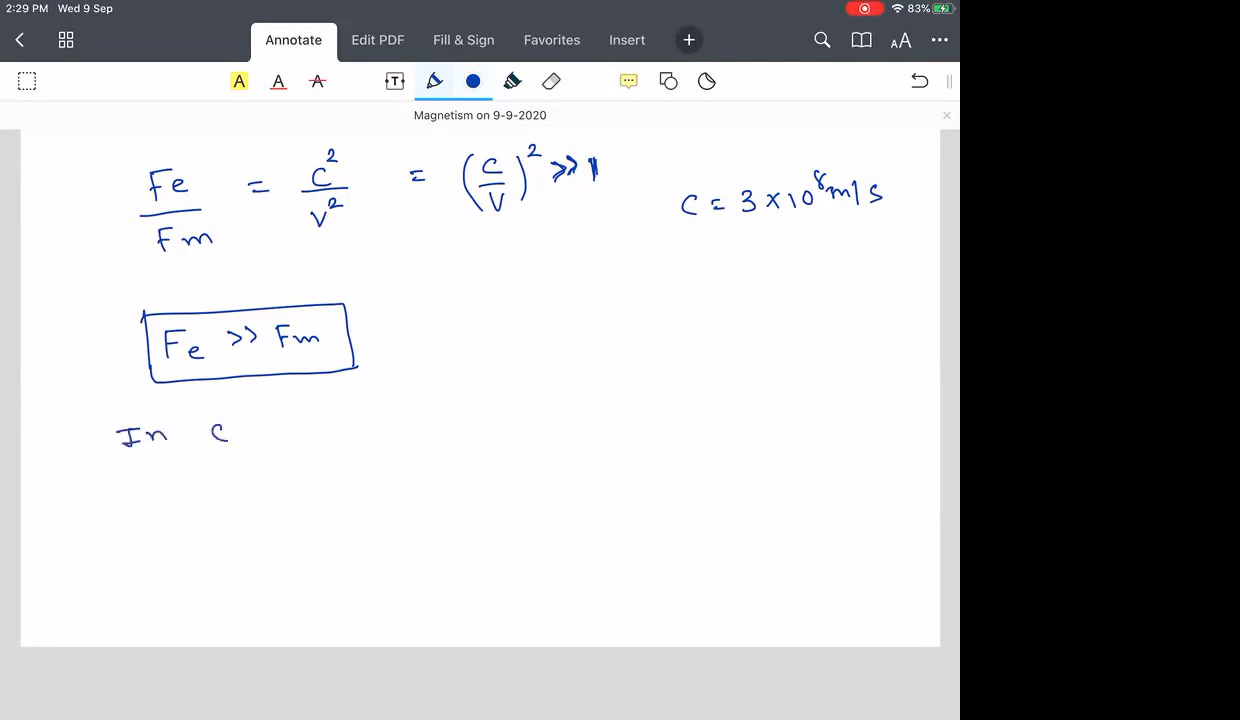 2:29 PM Wed 9 Sep 83%
Annotate Edit PDF Fill & Sign Favorites Insert
Magnetism on 9-9-2020
Fe/Fm = c²/v² = (c/v)² >> 1
c = 3 × 10⁸ m/s
Fe >> Fm
In c